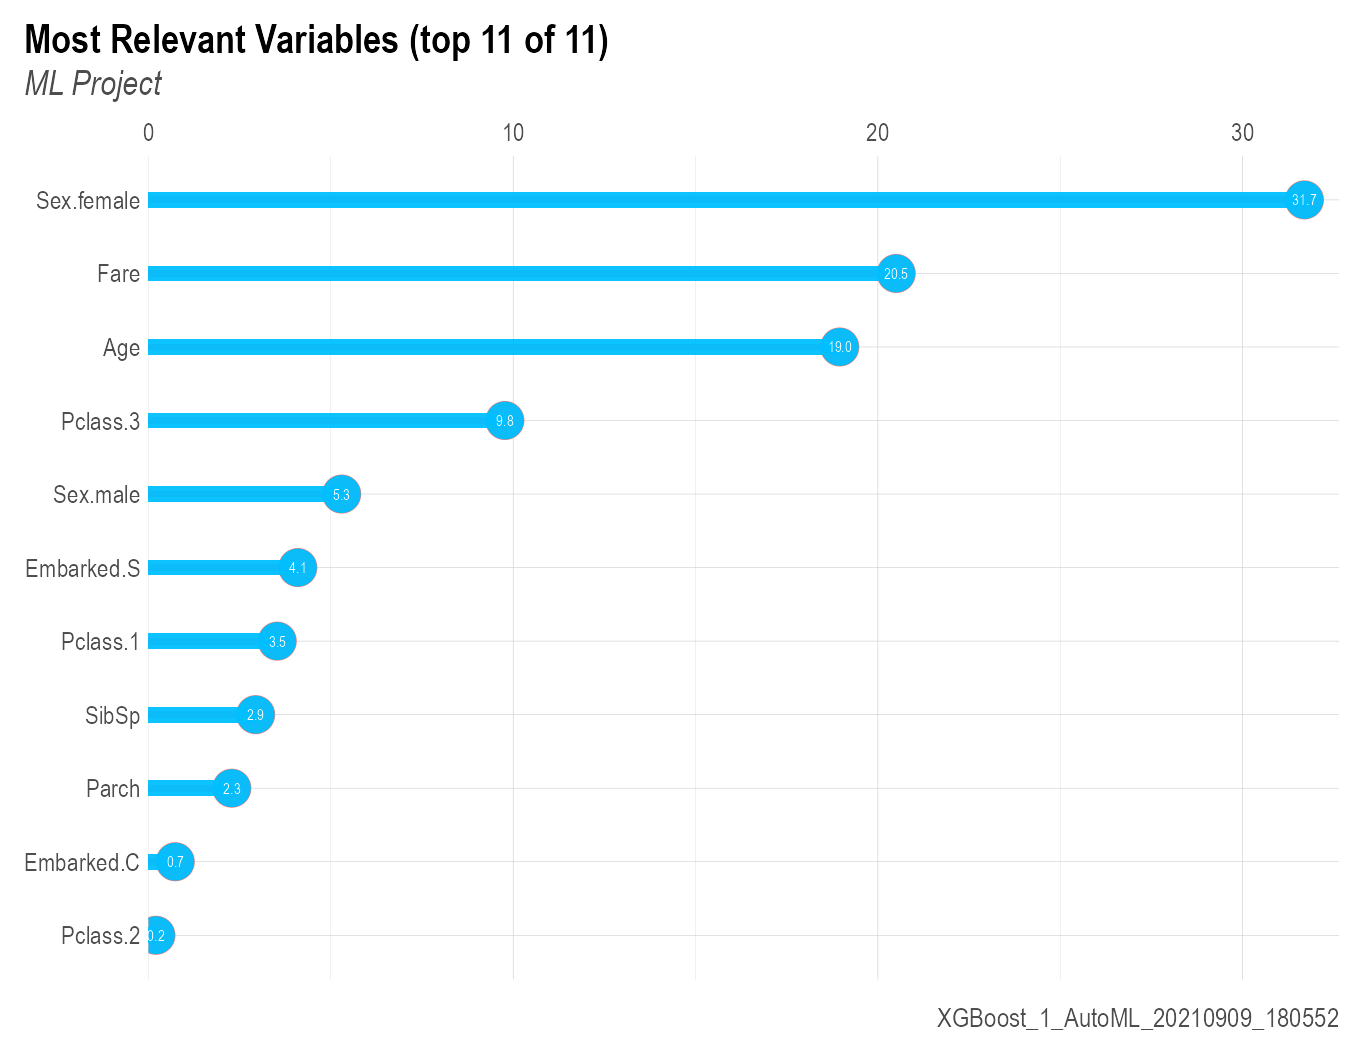 Most Relevant Variables (top 11 of 11)
ML Project
0 10 20 30
Sex.female 31.7
Fare 20.5
Age 19.0
Pclass.3 9.8
Sex.male 5.3
Embarked.S 4.1
Pclass.1 3.5
SibSp 2.9
Parch 2.3
Embarked.C 0.7
Pclass.2 0.2
XGBoost_1_AutoML_20210909_180552